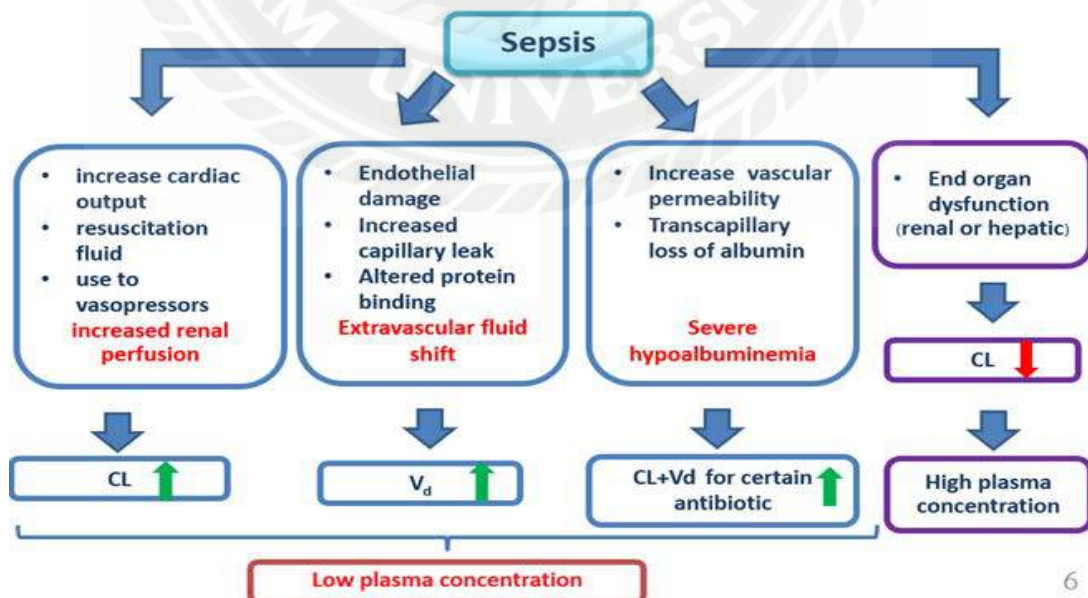 UNIVERSI
Sepsis
• increase cardiac
output
• resuscitation
fluid
• use to
vasopressors
increased renal
perfusion
• Endothelial
damage
• Increased
capillary leak
• Altered protein
binding
Extravascular fluid
shift
• Increase vascular
permeability
• Transcapillary
loss of albumin
Severe
hypoalbuminemia
• End organ
dysfunction
(renal or hepatic)
CL
CL
Vd
CL+Vd for certain
antibiotic
High plasma
concentration
Low plasma concentration
6